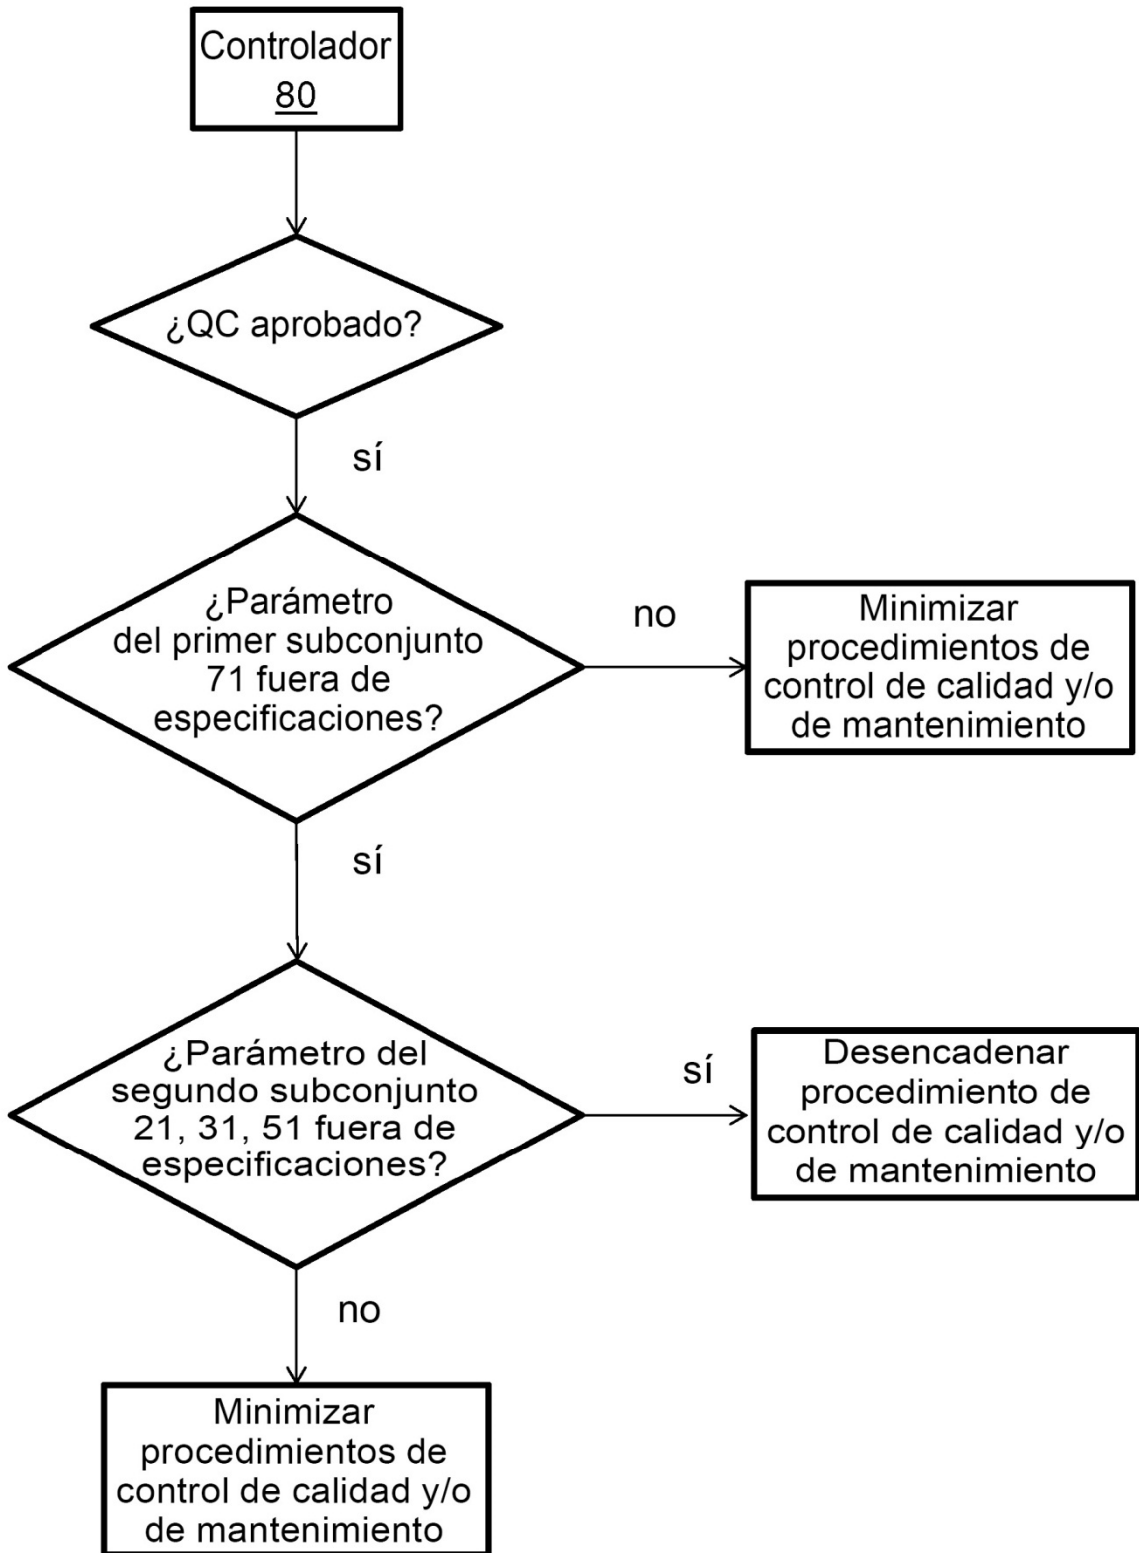 Controlador
80
¿QC aprobado?
sí
¿Parámetro
del primer subconjunto
71 fuera de
especificaciones?
no
Minimizar
procedimientos de
control de calidad y/o
de mantenimiento
sí
¿Parámetro del
segundo subconjunto
21, 31, 51 fuera de
especificaciones?
sí
Desencadenar
procedimiento de
control de calidad y/o
de mantenimiento
no
Minimizar
procedimientos de
control de calidad y/o
de mantenimiento